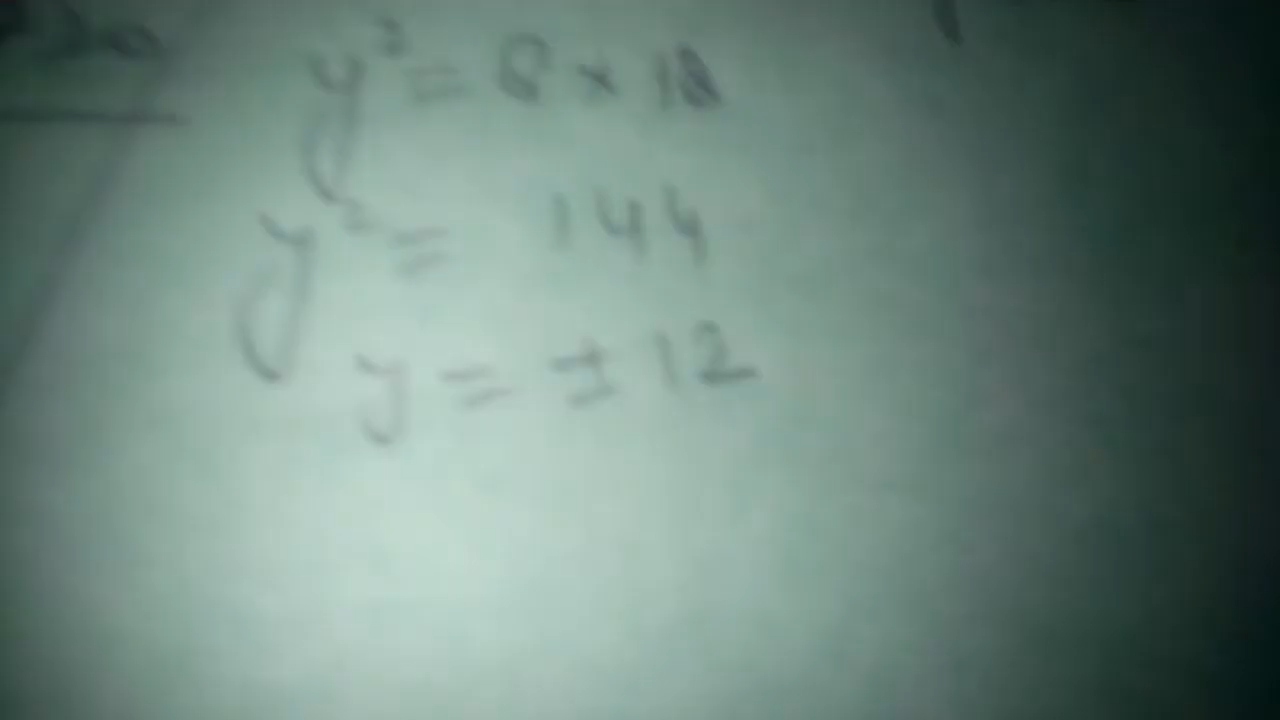 y² = 8 × 18
y² = 144
y = ±12